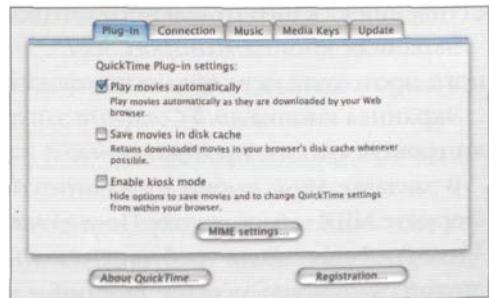 Plug-In Connection Music Media Keys Update
QuickTime Plug-in settings:
Play movies automatically
Play movies automatically as they are downloaded by your Web
browser.
Save movies in disk cache
Retains downloaded movies in your browser's disk cache whenever
possible.
Enable kiosk mode
Hide options to save movies and to change QuickTime settings
from within your browser.
MIME settings...
About QuickTime... Registration...